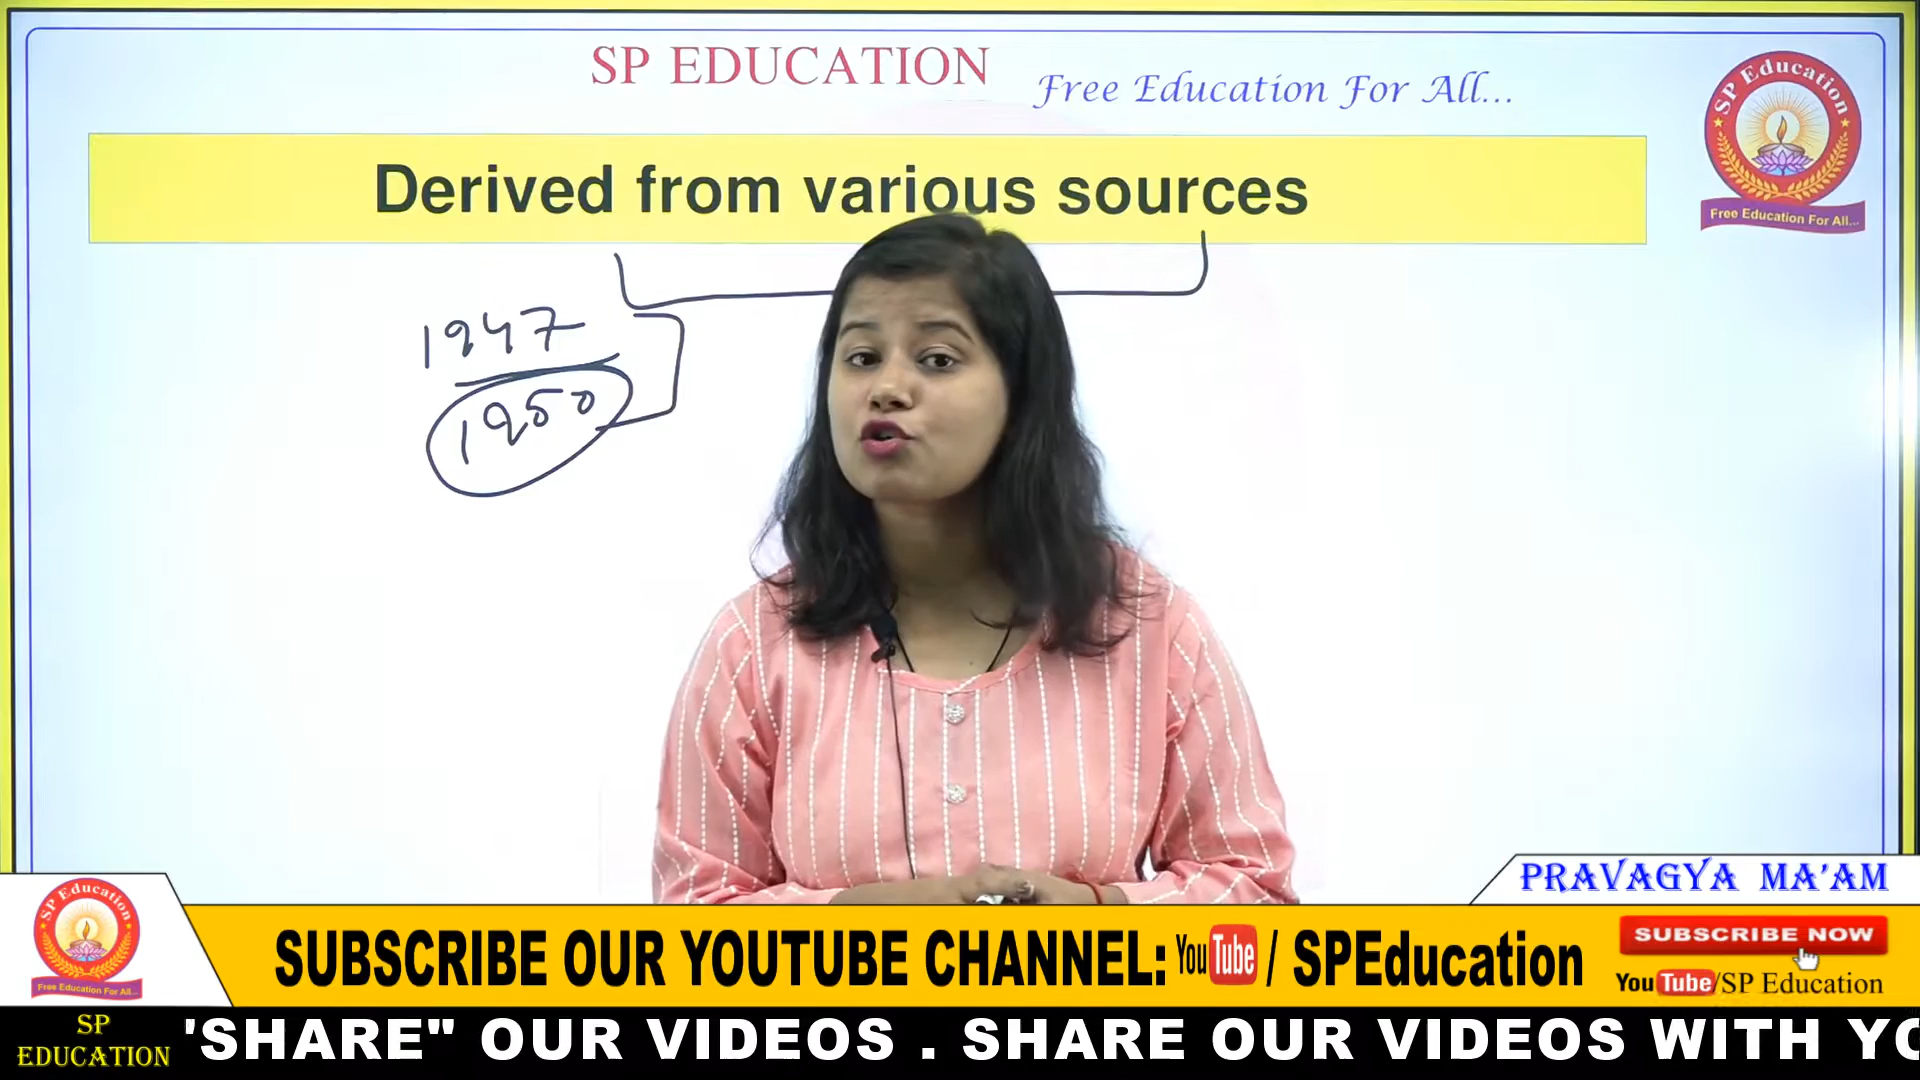 SP EDUCATION
Free Education For All...
SP Education
Free Education For All...
Derived from various sources
1947
1950
PRAVAGYA MA'AM
SP Education
Free Education For All...
SUBSCRIBE OUR YOUTUBE CHANNEL: YouTube / SPEducation
SUBSCRIBE NOW
YouTube/SP Education
SP
EDUCATION
'SHARE" OUR VIDEOS . SHARE OUR VIDEOS WITH YO